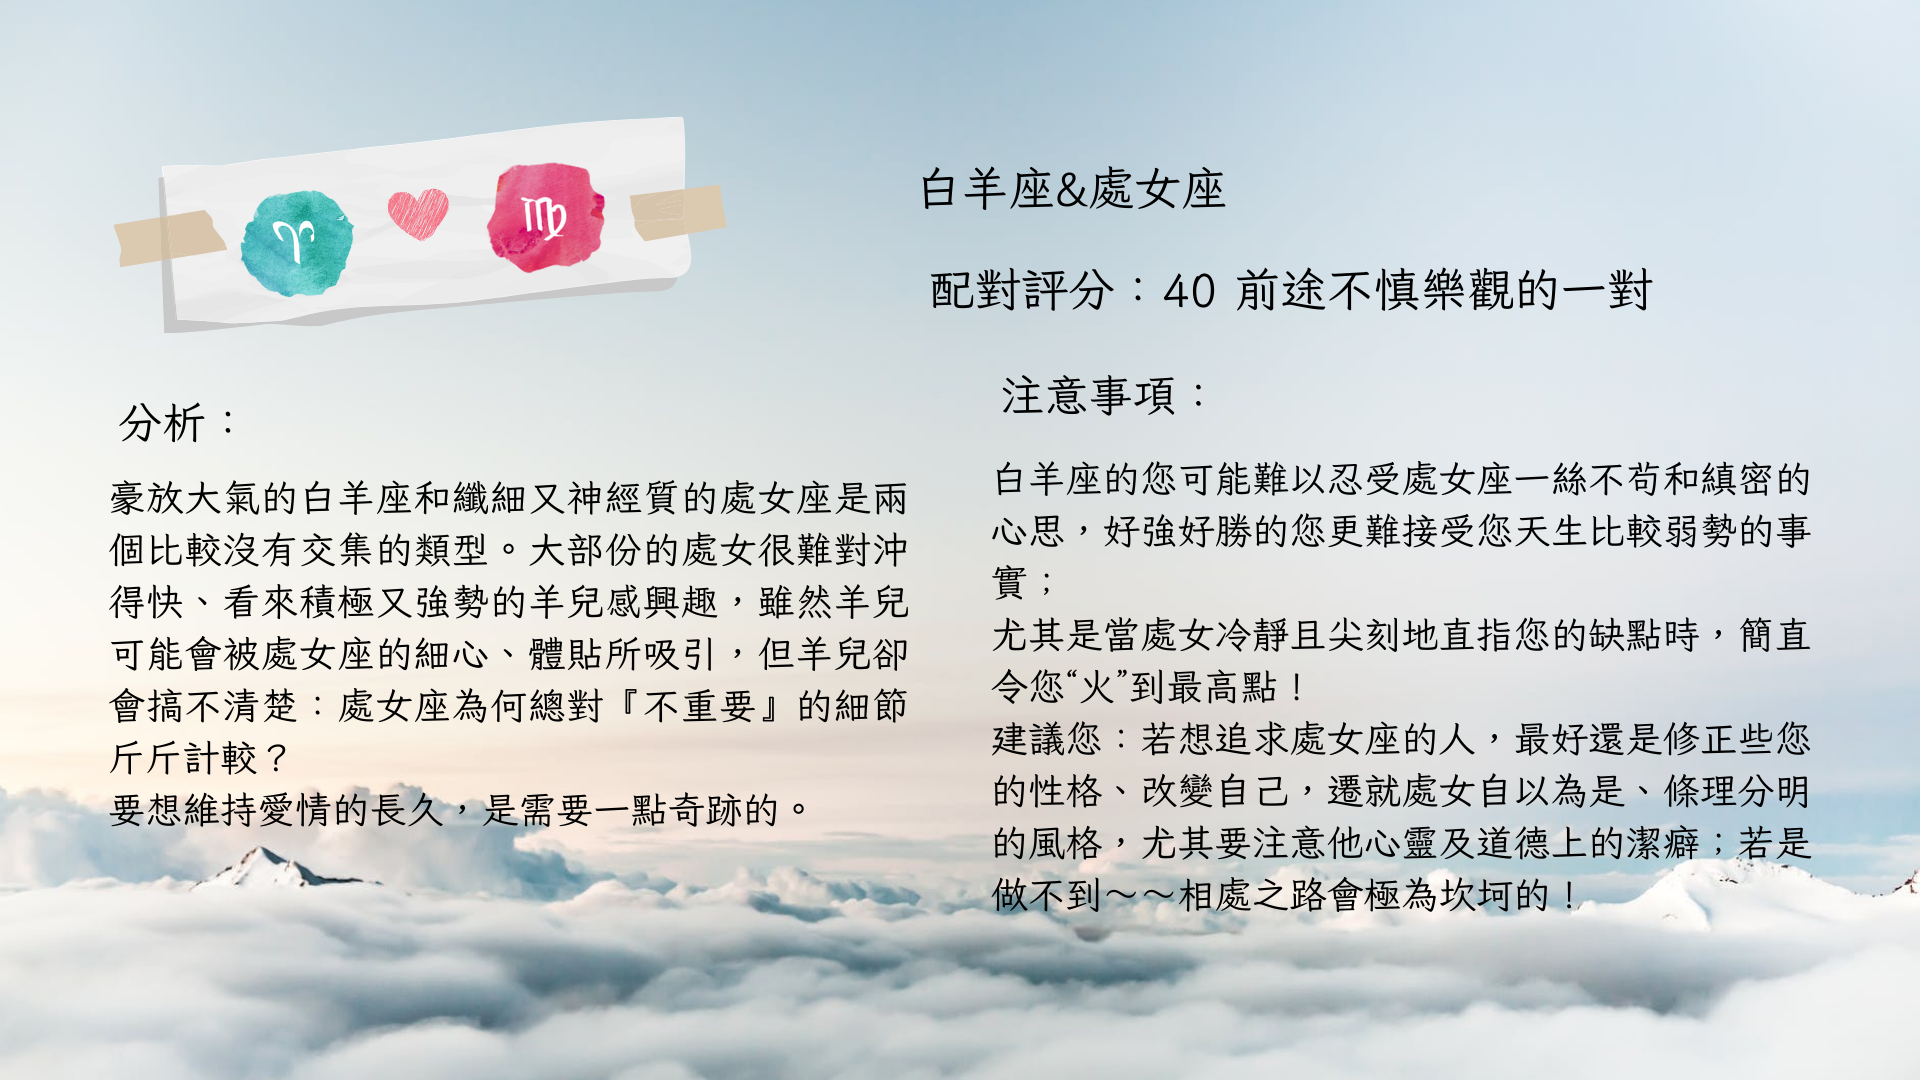 白羊座&處女座
配對評分：40 前途不慎樂觀的一對
分析：
豪放大氣的白羊座和纖細又神經質的處女座是兩
個比較沒有交集的類型。大部份的處女很難對沖
得快、看來積極又強勢的羊兒感興趣，雖然羊兒
可能會被處女座的細心、體貼所吸引，但羊兒卻
會搞不清楚：處女座為何總對『不重要』的細節
斤斤計較？
要想維持愛情的長久，是需要一點奇跡的。
注意事項：
白羊座的您可能難以忍受處女座一絲不苟和縝密的
心思，好強好勝的您更難接受您天生比較弱勢的事
實；
尤其是當處女冷靜且尖刻地直指您的缺點時，簡直
令您“火”到最高點！
建議您：若想追求處女座的人，最好還是修正些您
的性格、改變自己，遷就處女自以為是、條理分明
的風格，尤其要注意他心靈及道德上的潔癖；若是
做不到～～相處之路會極為坎坷的！